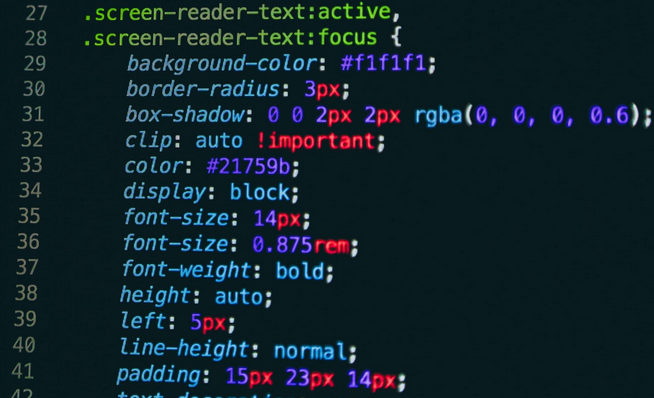 27 .screen-reader-text:active,
28 .screen-reader-text:focus {
29 background-color: #f1f1f1;
30 border-radius: 3px;
31 box-shadow: 0 0 2px 2px rgba(0, 0, 0, 0.6);
32 clip: auto !important;
33 color: #21759b;
34 display: block;
35 font-size: 14px;
36 font-size: 0.875rem;
37 font-weight: bold;
38 height: auto;
39 left: 5px;
40 line-height: normal;
41 padding: 15px 23px 14px;